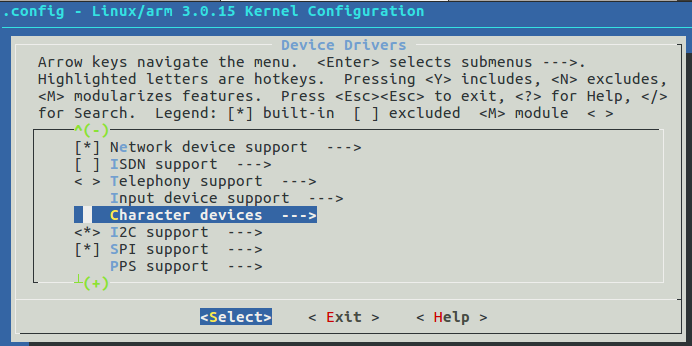 .config - Linux/arm 3.0.15 Kernel Configuration
Device Drivers
Arrow keys navigate the menu.  <Enter> selects submenus --->.
Highlighted letters are hotkeys.  Pressing <Y> includes, <N> excludes,
<M> modularizes features.  Press <Esc><Esc> to exit, <?> for Help, </>
for Search.  Legend: [*] built-in  [ ] excluded  <M> module  < >
^(-)
[*] Network device support  --->
[ ] ISDN support  --->
< > Telephony support  --->
Input device support  --->
Character devices  --->
<*> I2C support  --->
[*] SPI support  --->
PPS support  --->
┴(+)
<Select>    < Exit >    < Help >